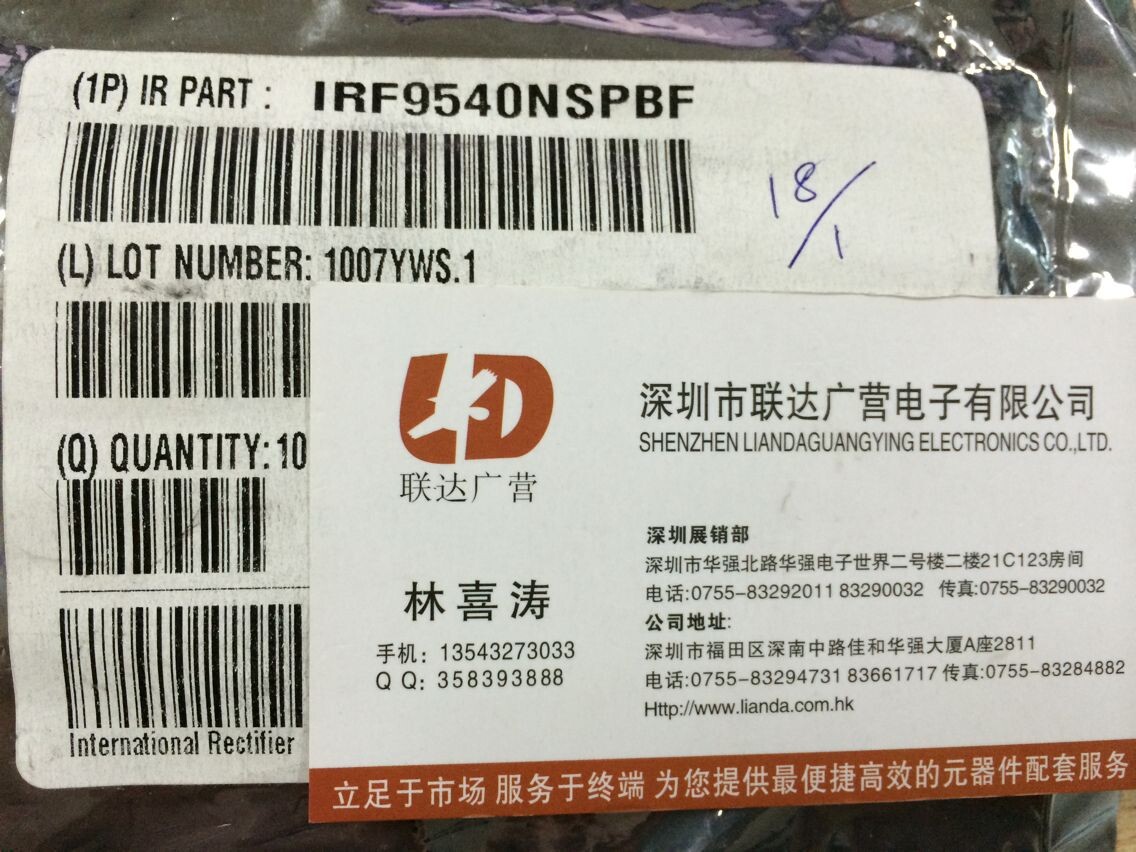 (1P) IR PART : IRF9540NSPBF
18/1
(L) LOT NUMBER: 1007YWS.1
(Q) QUANTITY: 10
International Rectifier
LD
联达广营
深圳市联达广营电子有限公司
SHENZHEN LIANDAGUANGYING ELECTRONICS CO.,LTD.
林喜涛
手机：13543273033
Q Q：358393888
深圳展销部
深圳市华强北路华强电子世界二号楼二楼21C123房间
电话:0755-83292011 83290032 传真:0755-83290032
公司地址:
深圳市福田区深南中路佳和华强大厦A座2811
电话:0755-83294731 83661717 传真:0755-83284882
Http://www.lianda.com.hk
立足于市场 服务于终端 为您提供最便捷高效的元器件配套服务